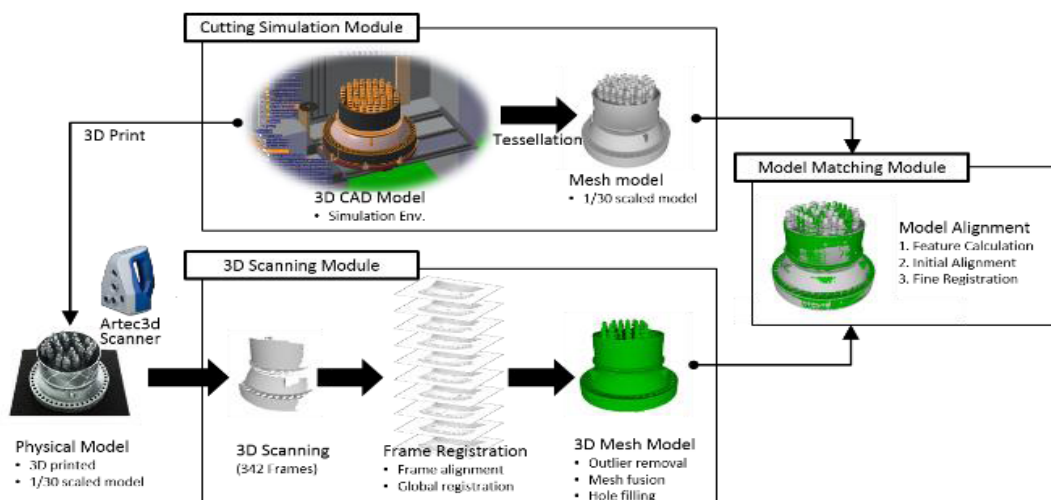 Cutting Simulation Module
3D Print
Tessellation
3D CAD Model
• Simulation Env.
Mesh model
• 1/30 scaled model
Model Matching Module
Model Alignment
1. Feature Calculation
2. Initial Alignment
3. Fine Registration
3D Scanning Module
Artec3d
Scanner
Physical Model
• 3D printed
• 1/30 scaled model
3D Scanning
(342 Frames)
Frame Registration
• Frame alignment
• Global registration
3D Mesh Model
• Outlier removal
• Mesh fusion
• Hole filling